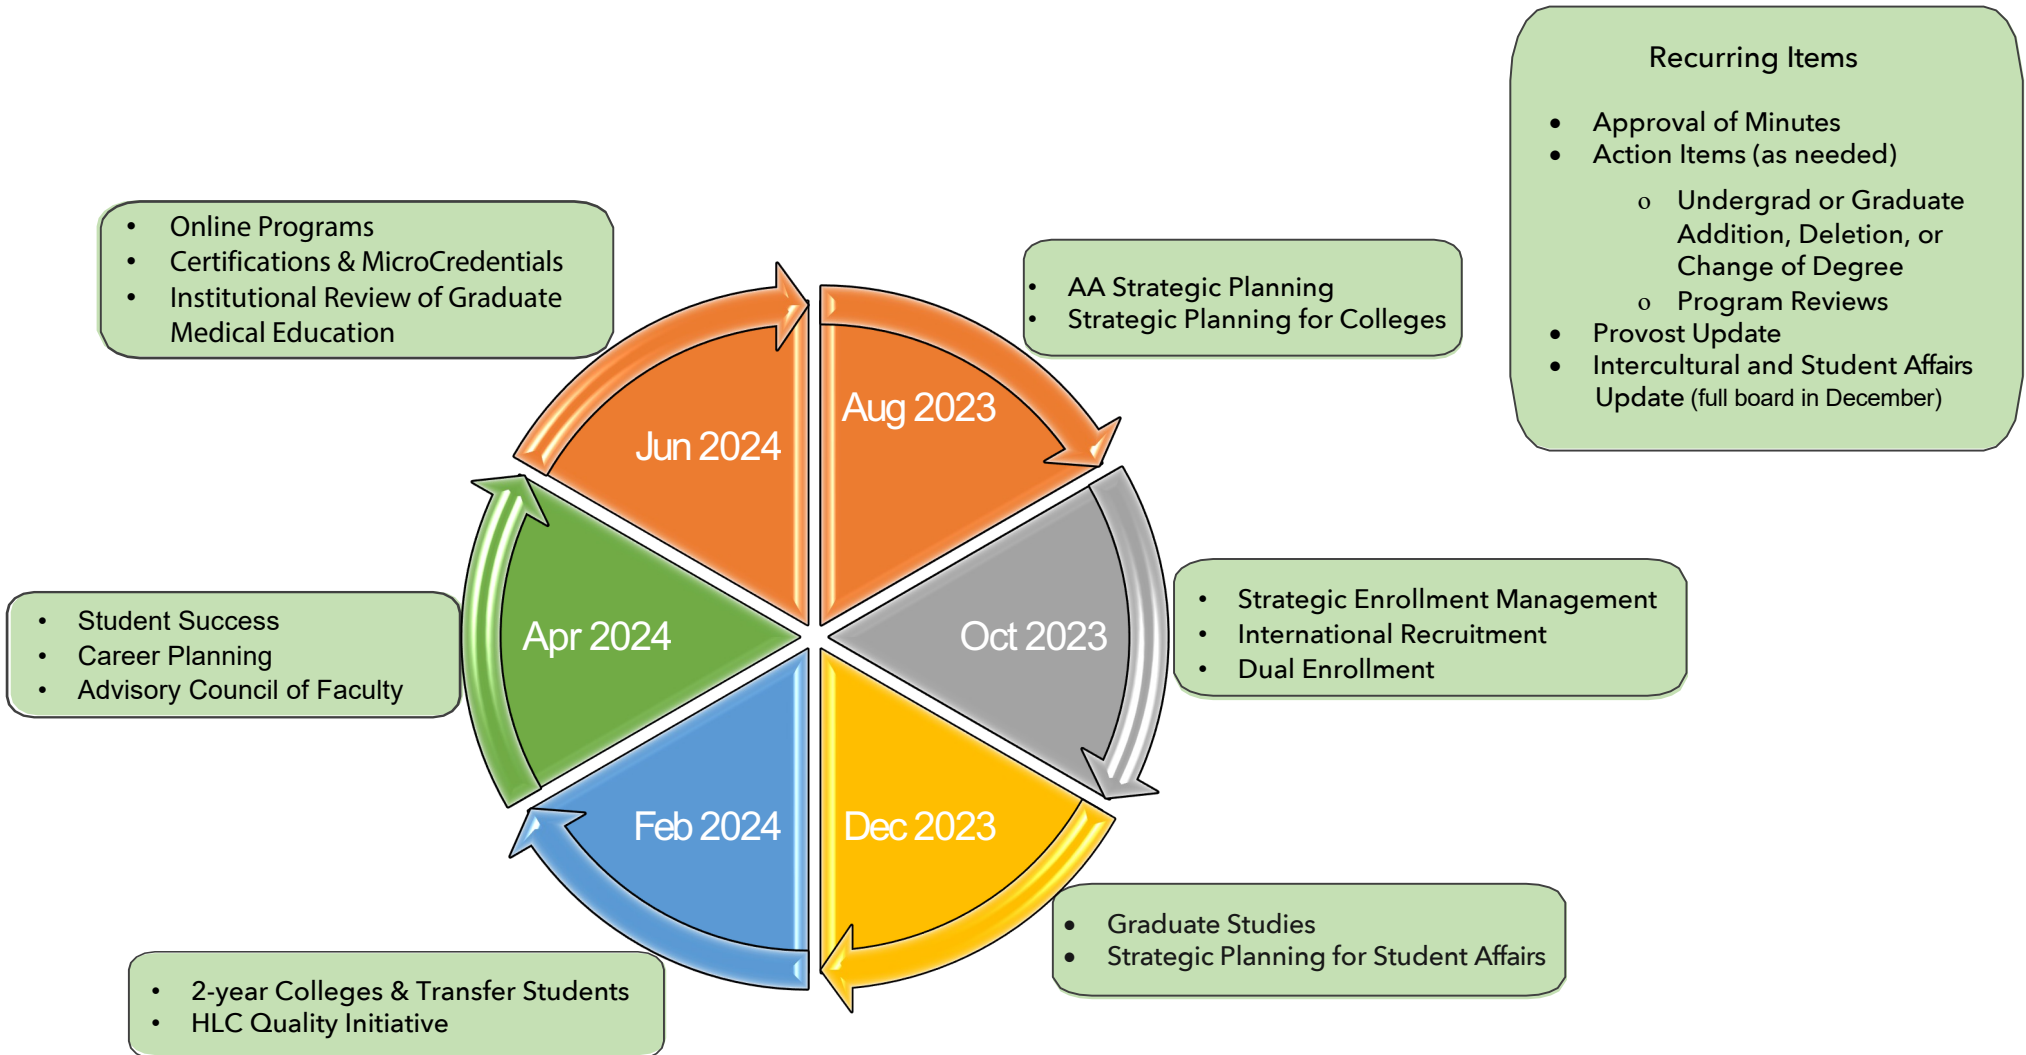 Recurring Items
• Approval of Minutes
• Action Items (as needed)
o Undergrad or Graduate
Addition, Deletion, or
Change of Degree
o Program Reviews
• Provost Update
• Intercultural and Student Affairs
Update (full board in December)
• Online Programs
• Certifications & MicroCredentials
• Institutional Review of Graduate
Medical Education
• AA Strategic Planning
• Strategic Planning for Colleges
Aug 2023
Jun 2024
• Strategic Enrollment Management
• International Recruitment
• Dual Enrollment
Oct 2023
Apr 2024
• Student Success
• Career Planning
• Advisory Council of Faculty
Feb 2024
Dec 2023
• Graduate Studies
• Strategic Planning for Student Affairs
• 2-year Colleges & Transfer Students
• HLC Quality Initiative